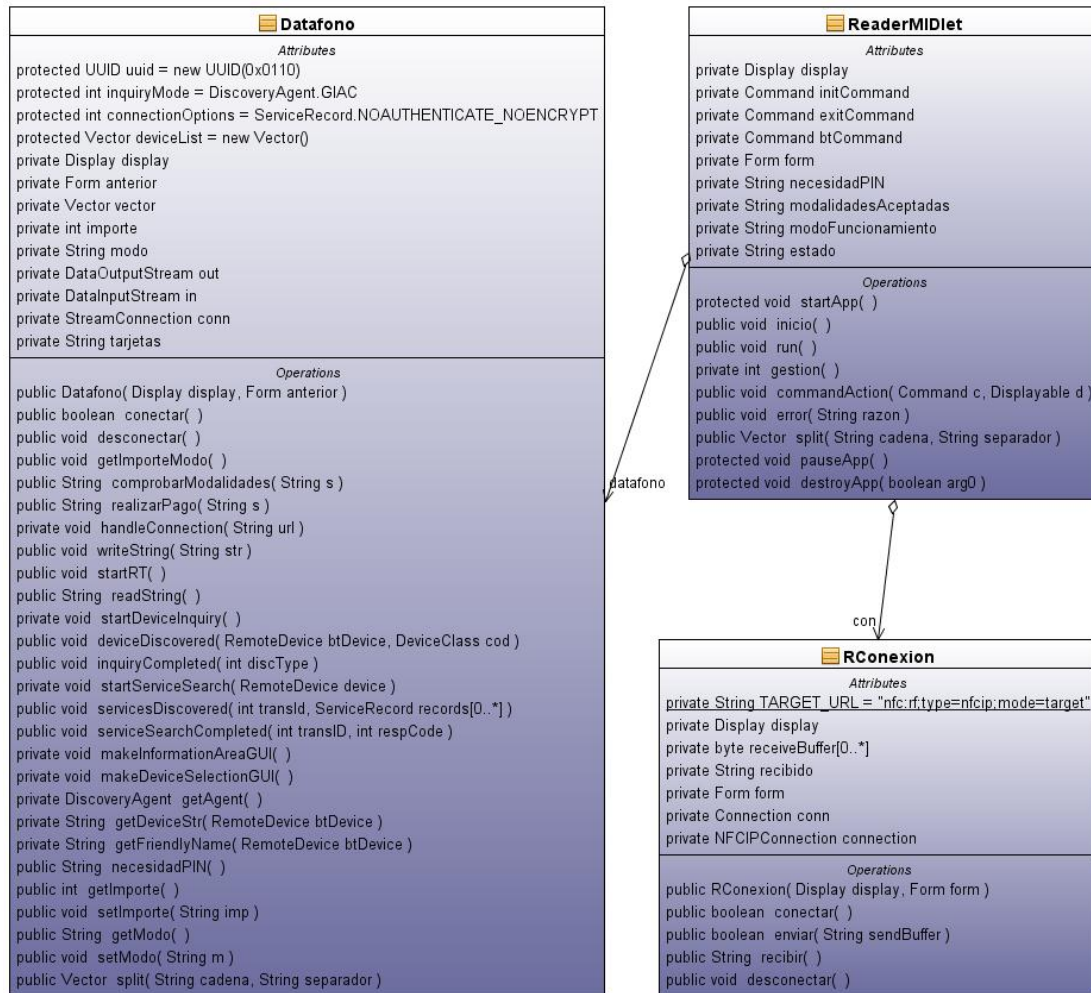 Datafono
Attributes
protected UUID uuid = new UUID(0x0110)
protected int inquiryMode = DiscoveryAgent.GIAC
protected int connectionOptions = ServiceRecord.NOAUTHENTICATE_NOENCRYPT
protected Vector deviceList = new Vector()
private Display display
private Form anterior
private Vector vector
private int importe
private String modo
private DataOutputStream out
private DataInputStream in
private StreamConnection conn
private String tarjetas
Operations
public Datafono( Display display, Form anterior )
public boolean conectar( )
public void desconectar( )
public void getImporteModo( )
public String comprobarModalidades( String s )
public String realizarPago( String s )
private void handleConnection( String url )
public void writeString( String str )
public void startRT( )
public String readString( )
private void startDeviceInquiry( )
public void deviceDiscovered( RemoteDevice btDevice, DeviceClass cod )
public void inquiryCompleted( int discType )
private void startServiceSearch( RemoteDevice device )
public void servicesDiscovered( int transId, ServiceRecord records[0..*] )
public void serviceSearchCompleted( int transID, int respCode )
private void makeInformationAreaGUI( )
private void makeDeviceSelectionGUI( )
private DiscoveryAgent getAgent( )
private String getDeviceStr( RemoteDevice btDevice )
private String getFriendlyName( RemoteDevice btDevice )
public String necesidadPIN( )
public int getImporte( )
public void setImporte( String imp )
public String getModo( )
public void setModo( String m )
public Vector split( String cadena, String separador )
datafono
ReaderMIDlet
Attributes
private Display display
private Command initCommand
private Command exitCommand
private Command btCommand
private Form form
private String necesidadPIN
private String modalidadesAceptadas
private String modoFuncionamiento
private String estado
Operations
protected void startApp( )
public void inicio( )
public void run( )
private int gestion( )
public void commandAction( Command c, Displayable d )
public void error( String razon )
public Vector split( String cadena, String separador )
protected void pauseApp( )
protected void destroyApp( boolean arg0 )
con
RConexion
Attributes
private String TARGET_URL = "nfc:rf;type=nfcip;mode=target"
private Display display
private byte receiveBuffer[0..*]
private String recibido
private Form form
private Connection conn
private NFCIPConnection connection
Operations
public RConexion( Display display, Form form )
public boolean conectar( )
public boolean enviar( String sendBuffer )
public String recibir( )
public void desconectar( )